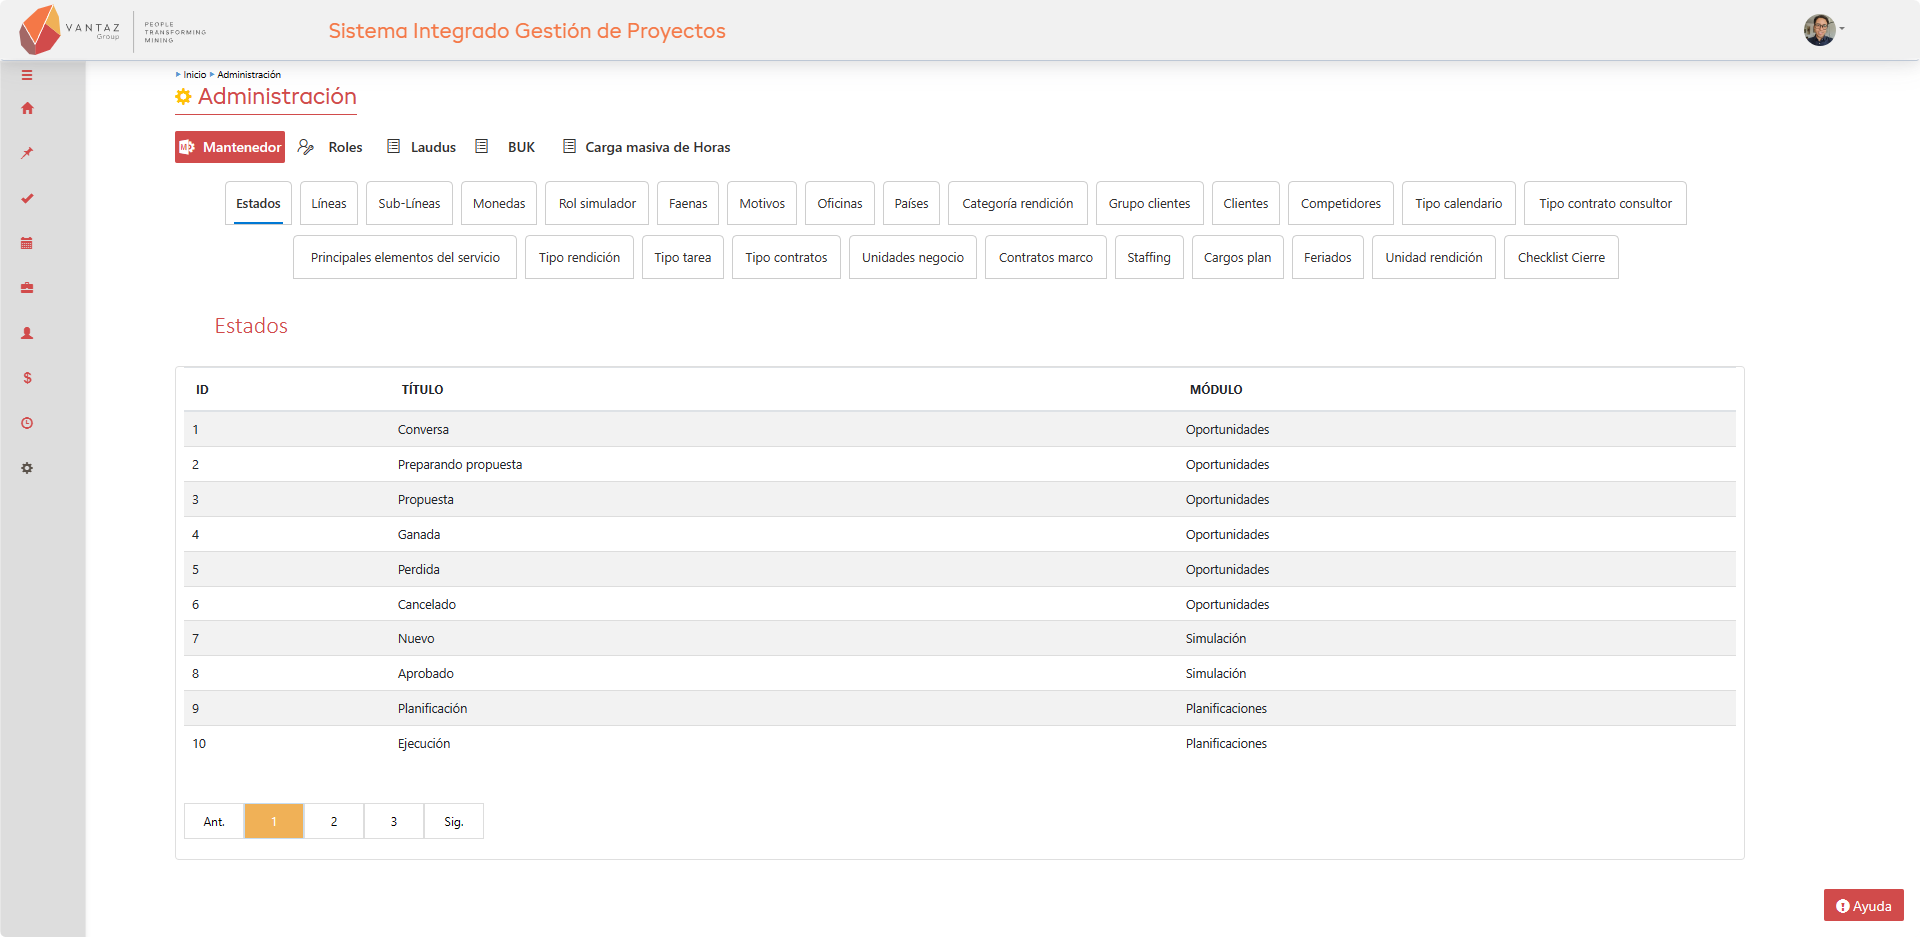 VANTAZ
Group
PEOPLE
TRANSFORMING
MINING
Sistema Integrado Gestión de Proyectos
Inicio Administración
Administración
Mantenedor Roles Laudus BUK Carga masiva de Horas
Estados Líneas Sub-Líneas Monedas Rol simulador Faenas Motivos Oficinas Países Categoría rendición Grupo clientes Clientes Competidores Tipo calendario Tipo contrato consultor
Principales elementos del servicio Tipo rendición Tipo tarea Tipo contratos Unidades negocio Contratos marco Staffing Cargos plan Feriados Unidad rendición Checklist Cierre
Estados
ID TÍTULO MÓDULO
1 Conversa Oportunidades
2 Preparando propuesta Oportunidades
3 Propuesta Oportunidades
4 Ganada Oportunidades
5 Perdida Oportunidades
6 Cancelado Oportunidades
7 Nuevo Simulación
8 Aprobado Simulación
9 Planificación Planificaciones
10 Ejecución Planificaciones
Ant. 1 2 3 Sig.
Ayuda